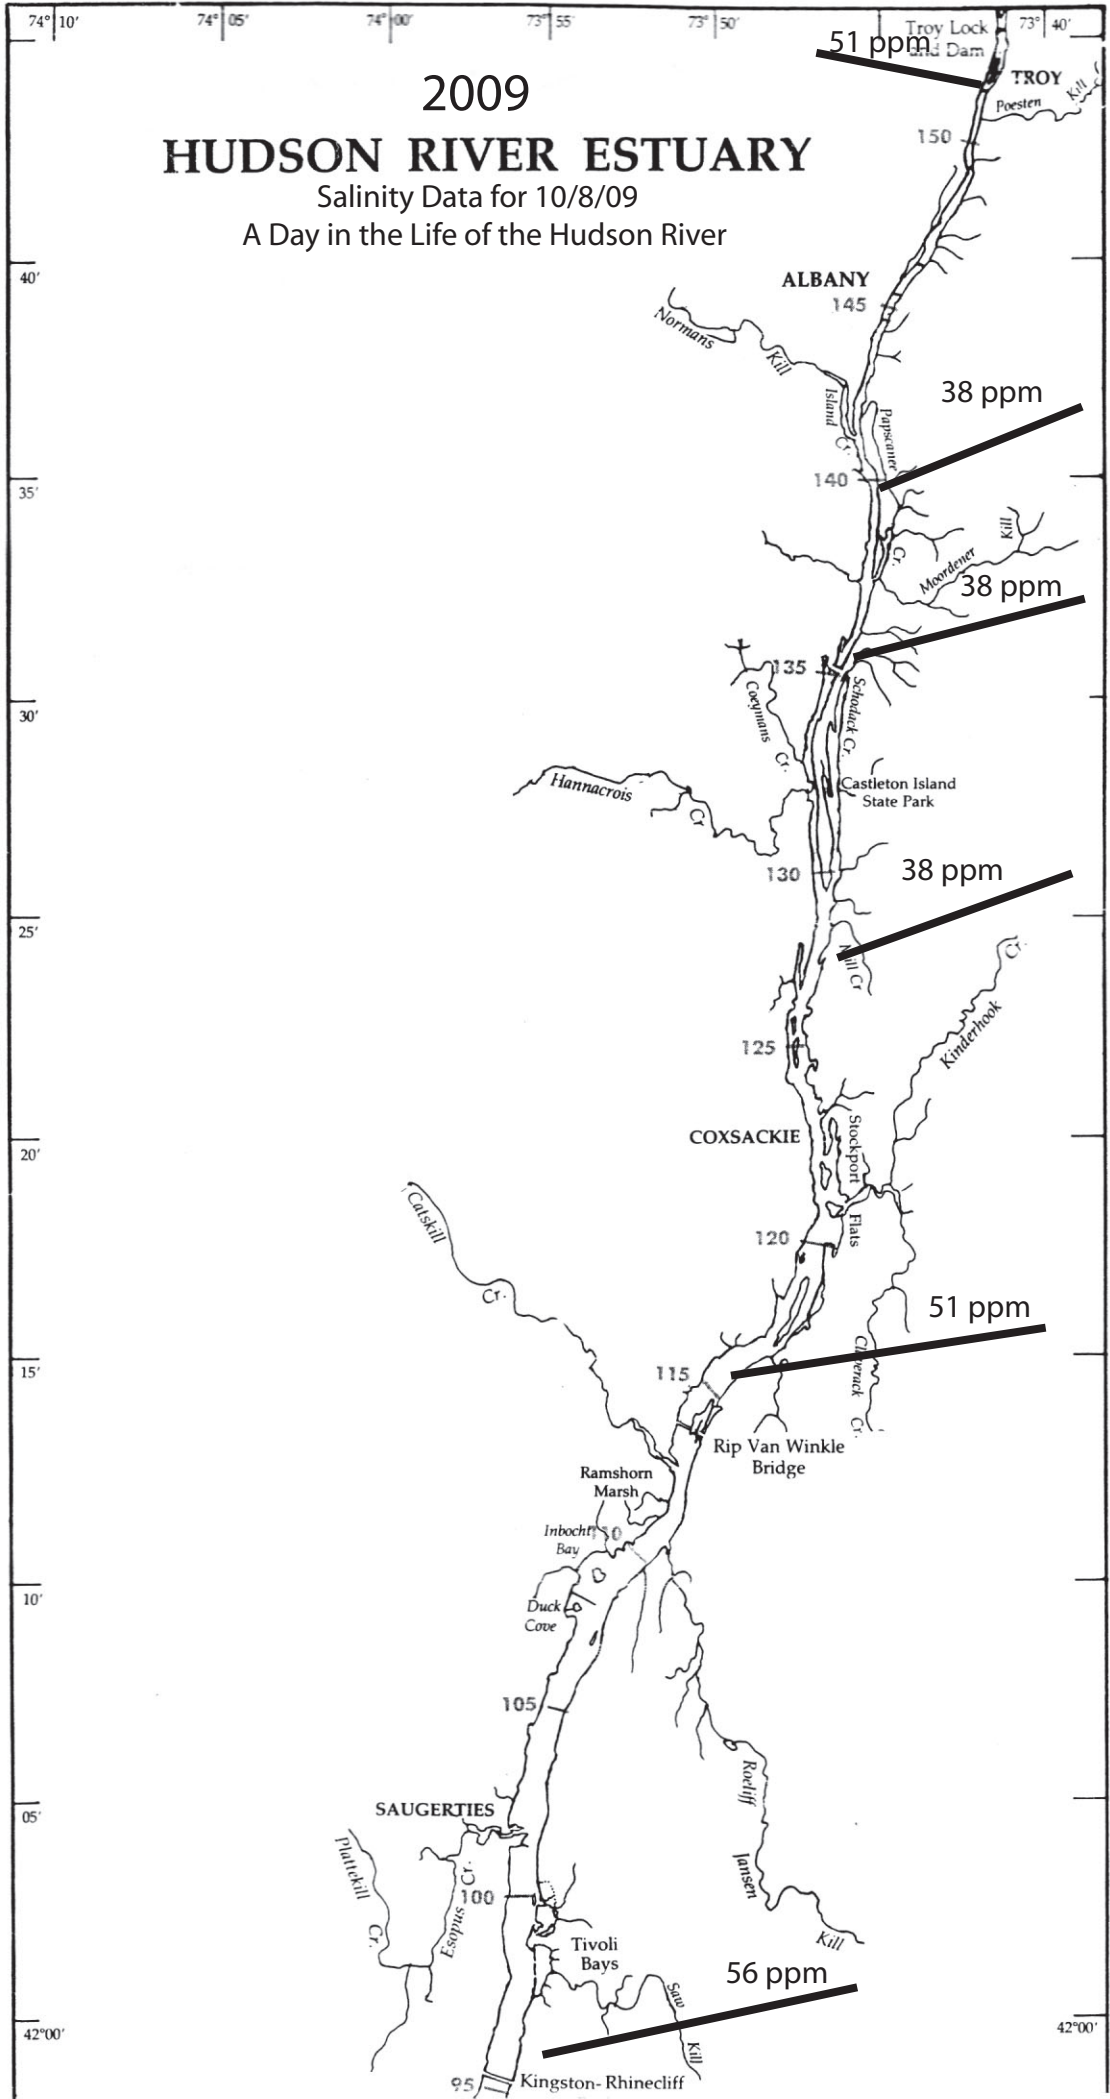 74° 10'
74° 05'
74° 00'
73° 55'
73° 50'
73° 40'
Troy Lock
and Dam
51 ppm
TROY
2009
HUDSON RIVER ESTUARY
Salinity Data for 10/8/09
A Day in the Life of the Hudson River
Poesten Kill
150
40'
ALBANY
145
Normans Kill
Island Cr.
Papscanee Cr.
38 ppm
35'
140
Moordener Kill
38 ppm
135
30'
Coeymans Cr.
Schodack Cr.
Hannacrois Cr
Castleton Island
State Park
130
38 ppm
25'
Mill Cr
Kinderhook Cr.
125
COXSACKIE
20'
Stockport Flats
Catskill Cr.
120
51 ppm
15'
115
Claverack Cr.
Rip Van Winkle
Bridge
Ramshorn
Marsh
110
Inbocht
Bay
10'
Duck
Cove
105
Roeliff Jansen Kill
05'
SAUGERTIES
Plattekill Cr.
Esopus Cr.
100
Tivoli
Bays
56 ppm
Saw Kill
42°00'
42°00'
95
Kingston-Rhinecliff